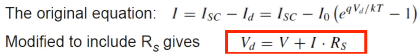 The original equation: I = I_SC − I_d = I_SC − I_0 (e^{qV_d/kT} − 1)
Modified to include R_s gives V_d = V + I · R_S